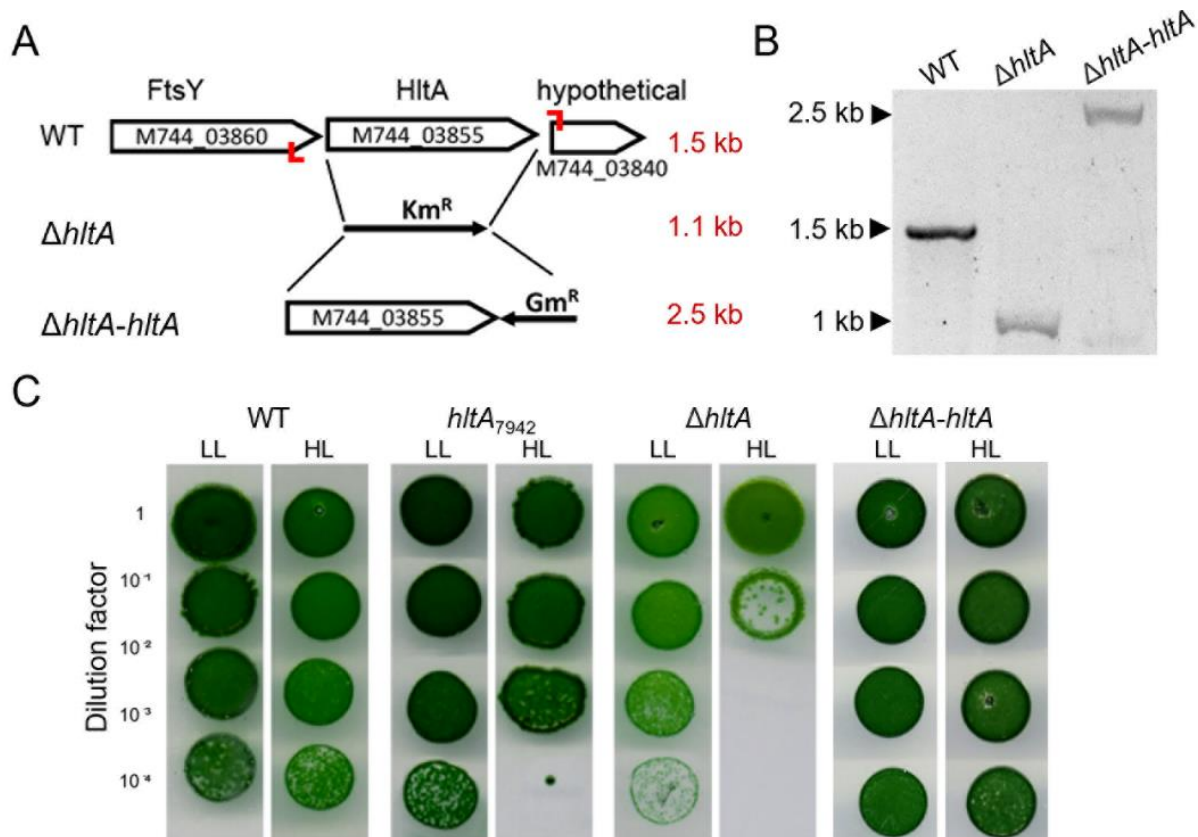 A
FtsY HltA hypothetical
WT M744_03860 M744_03855 1.5 kb
M744_03840
ΔhltA Kmᴿ 1.1 kb
ΔhltA-hltA M744_03855 Gmᴿ 2.5 kb
B
WT ΔhltA ΔhltA-hltA
2.5 kb
1.5 kb
1 kb
C
WT hltA₇₉₄₂ ΔhltA ΔhltA-hltA
LL HL LL HL LL HL LL HL
Dilution factor
1
10⁻¹
10⁻²
10⁻³
10⁻⁴